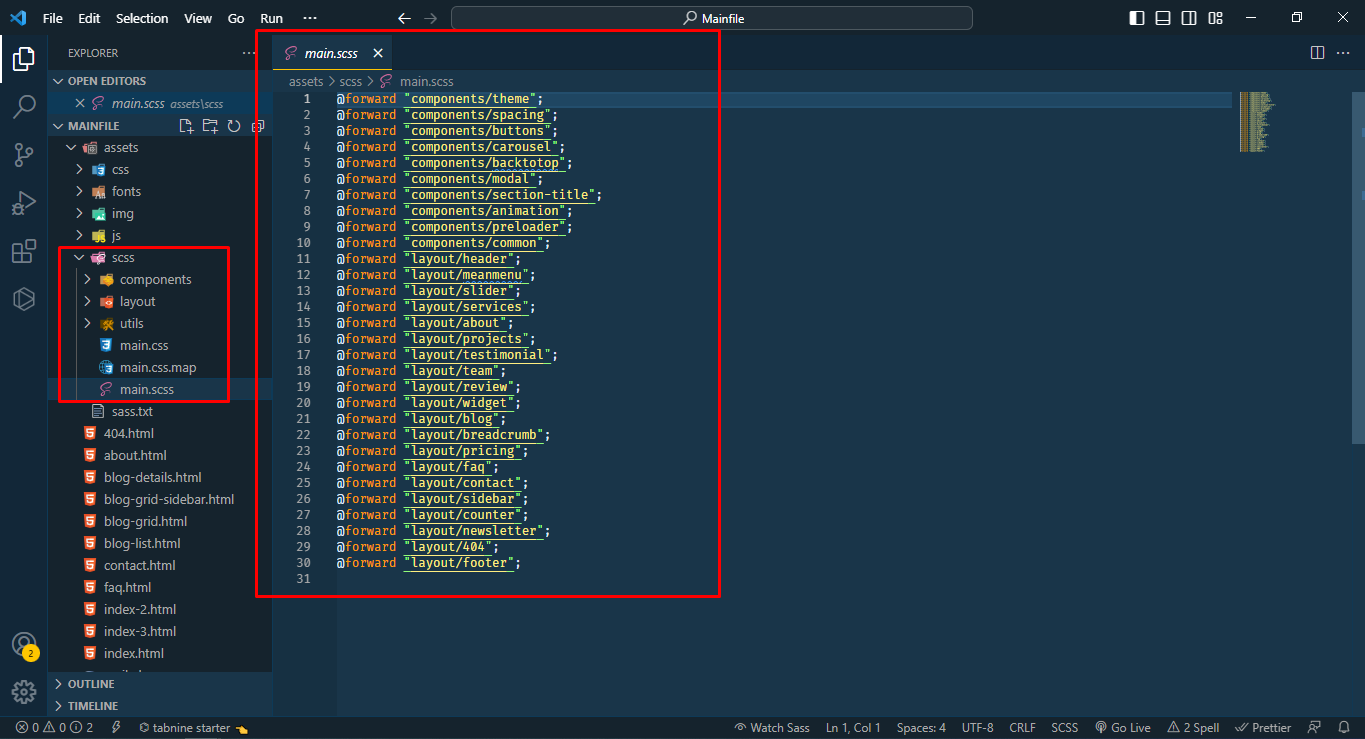 File Edit Selection View Go Run ···
Mainfile
EXPLORER
OPEN EDITORS
main.scss assets\scss
MAINFILE
assets
css
fonts
img
js
scss
components
layout
utils
main.css
main.css.map
main.scss
sass.txt
404.html
about.html
blog-details.html
blog-grid-sidebar.html
blog-grid.html
blog-list.html
contact.html
faq.html
index-2.html
index-3.html
index.html
OUTLINE
TIMELINE
main.scss
assets > scss > main.scss
1 @forward "components/theme";
2 @forward "components/spacing";
3 @forward "components/buttons";
4 @forward "components/carousel";
5 @forward "components/backtotop";
6 @forward "components/modal";
7 @forward "components/section-title";
8 @forward "components/animation";
9 @forward "components/preloader";
10 @forward "components/common";
11 @forward "layout/header";
12 @forward "layout/meanmenu";
13 @forward "layout/slider";
14 @forward "layout/services";
15 @forward "layout/about";
16 @forward "layout/projects";
17 @forward "layout/testimonial";
18 @forward "layout/team";
19 @forward "layout/review";
20 @forward "layout/widget";
21 @forward "layout/blog";
22 @forward "layout/breadcrumb";
23 @forward "layout/pricing";
24 @forward "layout/faq";
25 @forward "layout/contact";
26 @forward "layout/sidebar";
27 @forward "layout/counter";
28 @forward "layout/newsletter";
29 @forward "layout/404";
30 @forward "layout/footer";
31
2
0 0 2 tabnine starter Watch Sass Ln 1, Col 1 Spaces: 4 UTF-8 CRLF SCSS Go Live 2 Spell Prettier